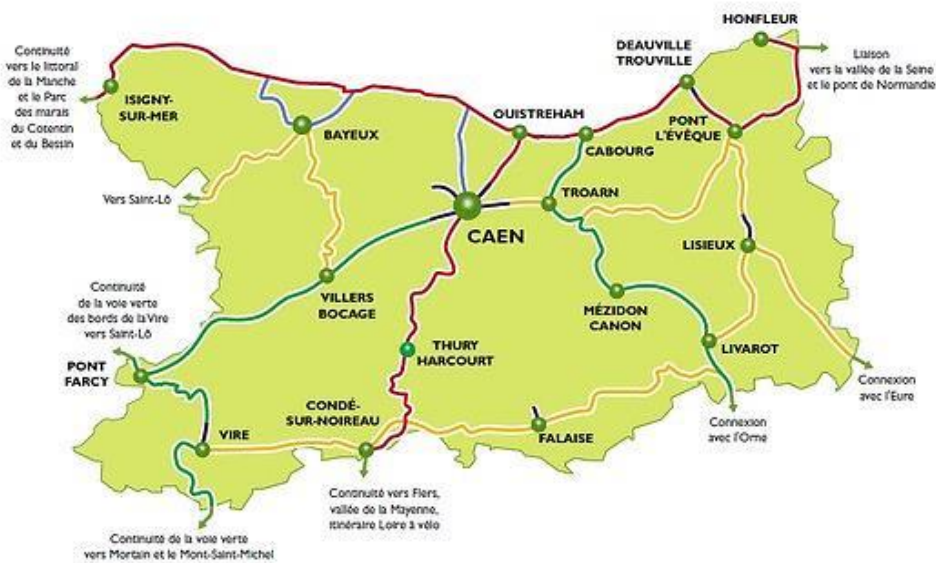 HONFLEUR
DEAUVILLE
TROUVILLE
Liaison
vers la vallée de la Seine
et le pont de Normandie
Continuité
vers le littoral
de la Manche
et le Parc
des marais
du Cotentin
et du Bessin
ISIGNY-
SUR-MER
BAYEUX
OUISTREHAM
CABOURG
PONT
L'ÉVÊQUE
Vers Saint-Lô
TROARN
CAEN
LISIEUX
Continuité
de la voie verte
des bords de la Vire
vers Saint-Lô
VILLERS
BOCAGE
MÉZIDON
CANON
THURY
HARCOURT
LIVAROT
PONT
FARCY
Connexion
avec l'Eure
CONDÉ-
SUR-NOIREAU
VIRE
FALAISE
Connexion
avec l'Orne
Continuité vers Flers,
vallée de la Mayenne,
itinéraire Loire à vélo
Continuité de la voie verte
vers Mortain et le Mont-Saint-Michel